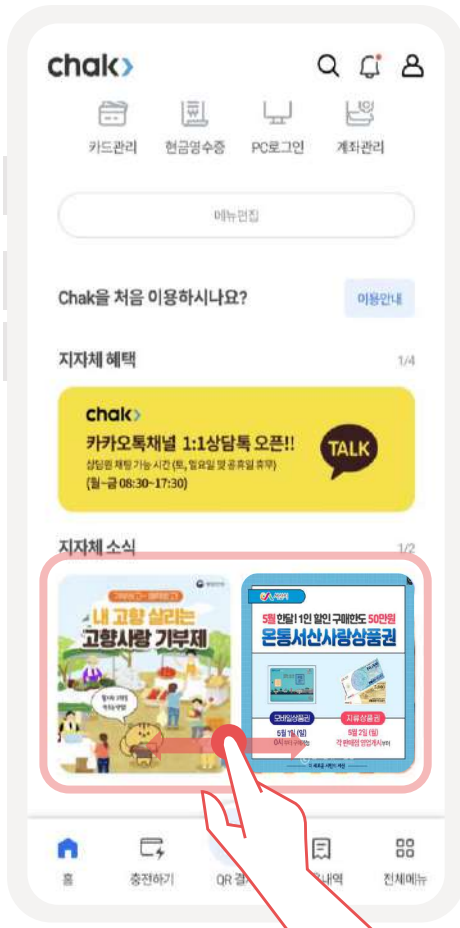 chak
카드관리 현금영수증 PC로그인 계좌관리
메뉴편집
Chak을 처음 이용하시나요?
이용안내
지자체 혜택
1/4
chak
카카오톡채널 1:1상담톡 오픈!!
상담원 채팅 가능 시간 (토, 일요일 및 공휴일 휴무)
(월~금 08:30~17:30)
TALK
지자체 소식
1/2
내 고향 살리는
고향사랑 기부제
5월 한달! 1인 할인 구매한도 50만원
온통서산사랑상품권
모바일상품권
5월 1일 (일)
지류상품권
5월 2일 (월)
홈 충전하기 QR 내역 전체메뉴